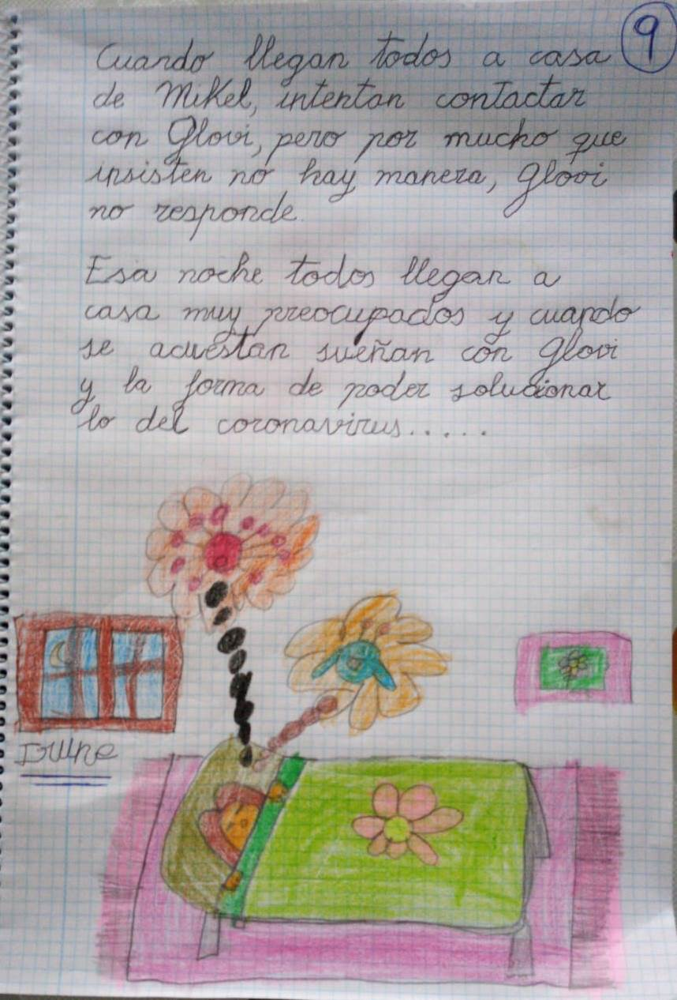 9
Cuando llegan todos a casa
de Mikel, intentan contactar
con Glovi, pero por mucho que
insisten no hay manera, Glovi
no responde.
Esa noche todos llegan a
casa muy preocupados y cuando
se acuestan sueñan con Glovi
y la forma de poder solucionar
lo del coronavirus.....